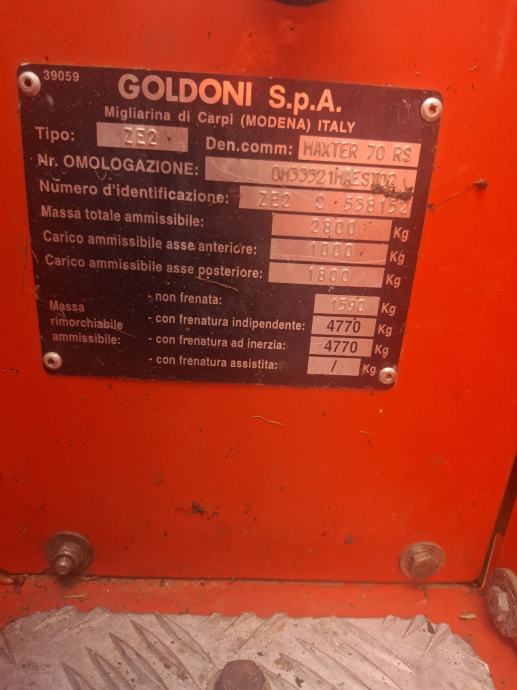 39059
GOLDONI S.p.A.
Migliarina di Carpi (MODENA) ITALY
Tipo: ZE2 Den.comm: MAXTER 70 RS
Nr. OMOLOGAZIONE: OM33321MAEST02
Numero d'identificazione: ZE2 C 558152
Massa totale ammissibile: 2800 Kg
Carico ammissibile asse anteriore: 1000 Kg
Carico ammissibile asse posteriore: 1800 Kg
Massa rimorchiabile ammissibile:
- non frenata: 1590 Kg
- con frenatura indipendente: 4770 Kg
- con frenatura ad inerzia: 4770 Kg
- con frenatura assistita: / Kg